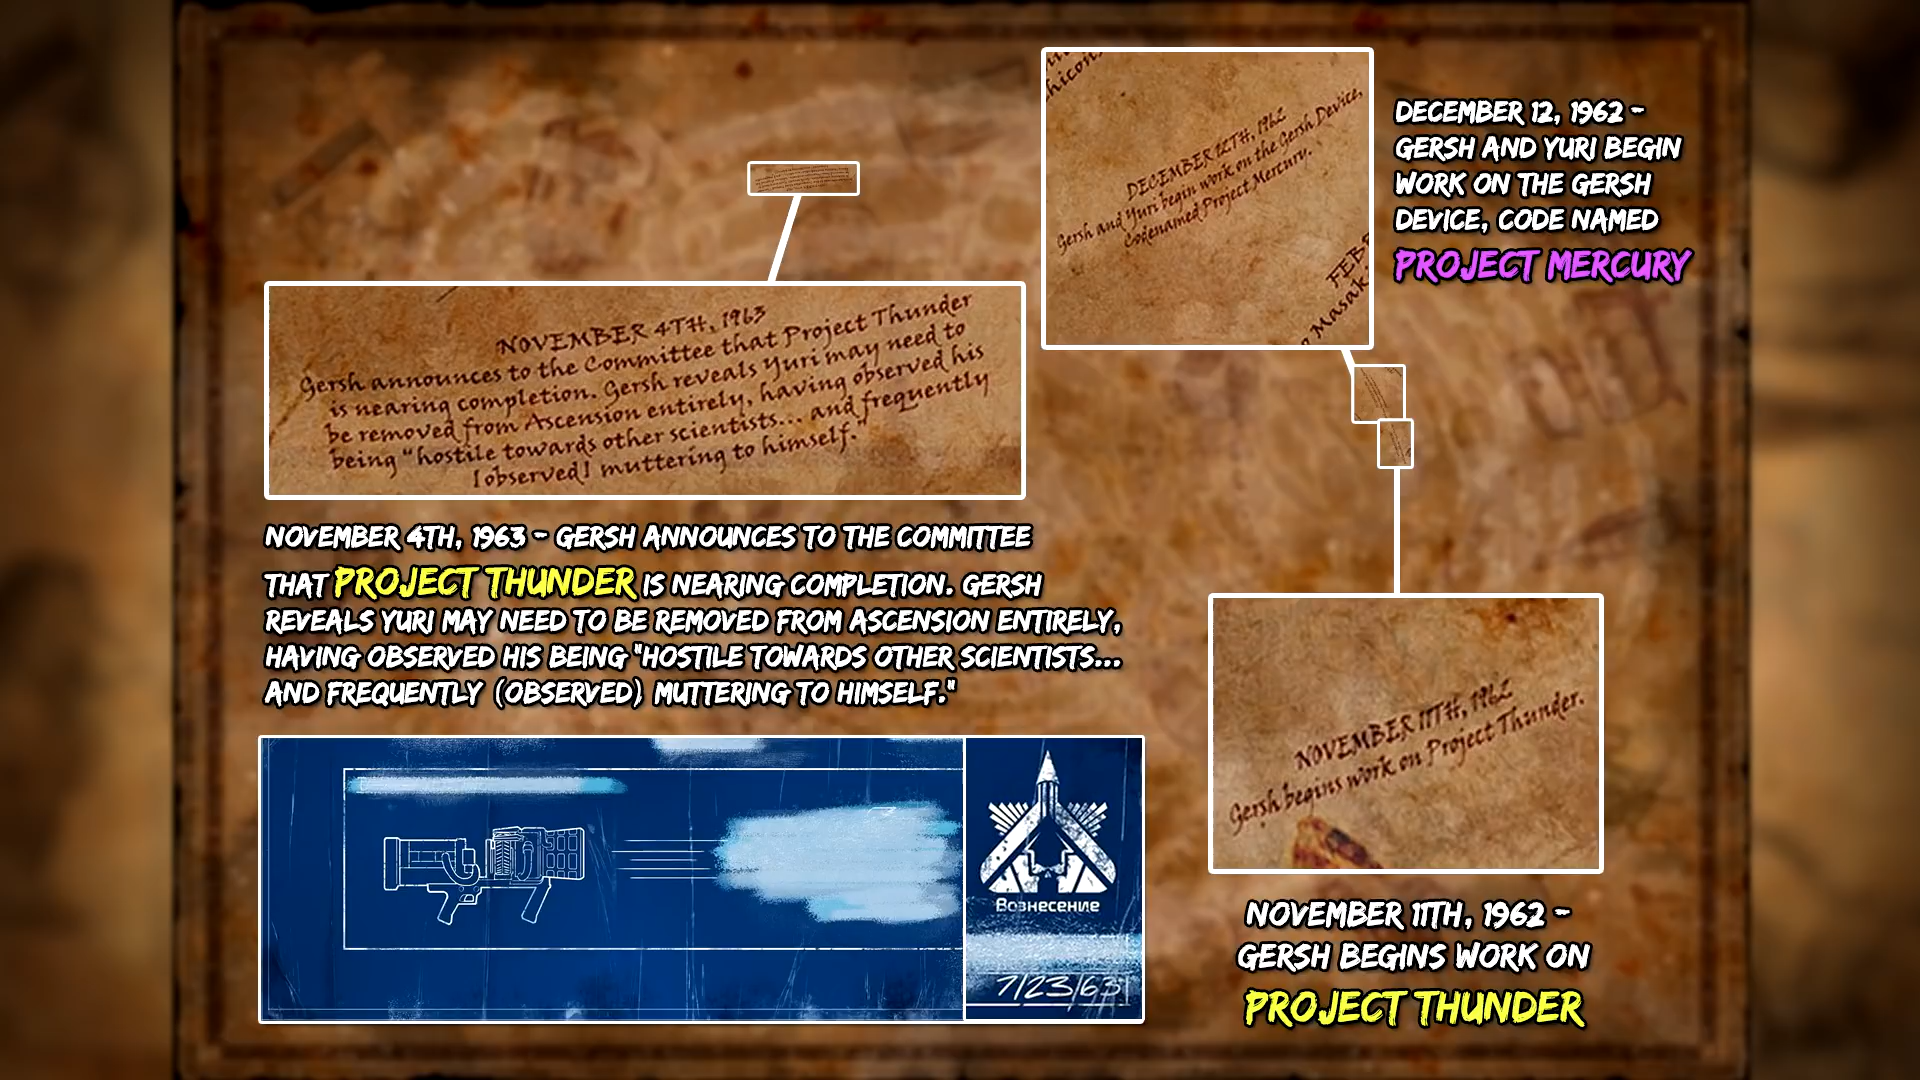 NOVEMBER 4TH, 1963
Gersh announces to the Committee that Project Thunder
is nearing completion. Gersh reveals Yuri may need to
be removed from Ascension entirely, having observed his
being "hostile towards other scientists... and frequently
[observed] muttering to himself."
NOVEMBER 4TH, 1963 - GERSH ANNOUNCES TO THE COMMITTEE
THAT PROJECT THUNDER IS NEARING COMPLETION. GERSH
REVEALS YURI MAY NEED TO BE REMOVED FROM ASCENSION ENTIRELY,
HAVING OBSERVED HIS BEING "HOSTILE TOWARDS OTHER SCIENTISTS...
AND FREQUENTLY (OBSERVED) MUTTERING TO HIMSELF."
Вознесение
7/23/63
DECEMBER 12TH, 1962
Gersh and Yuri begin work on the Gersh Device,
Codenamed Project Mercury.
FEB
Masak
DECEMBER 12, 1962 -
GERSH AND YURI BEGIN
WORK ON THE GERSH
DEVICE, CODE NAMED
PROJECT MERCURY
NOVEMBER 11TH, 1962
Gersh begins work on Project Thunder.
NOVEMBER 11TH, 1962 -
GERSH BEGINS WORK ON
PROJECT THUNDER